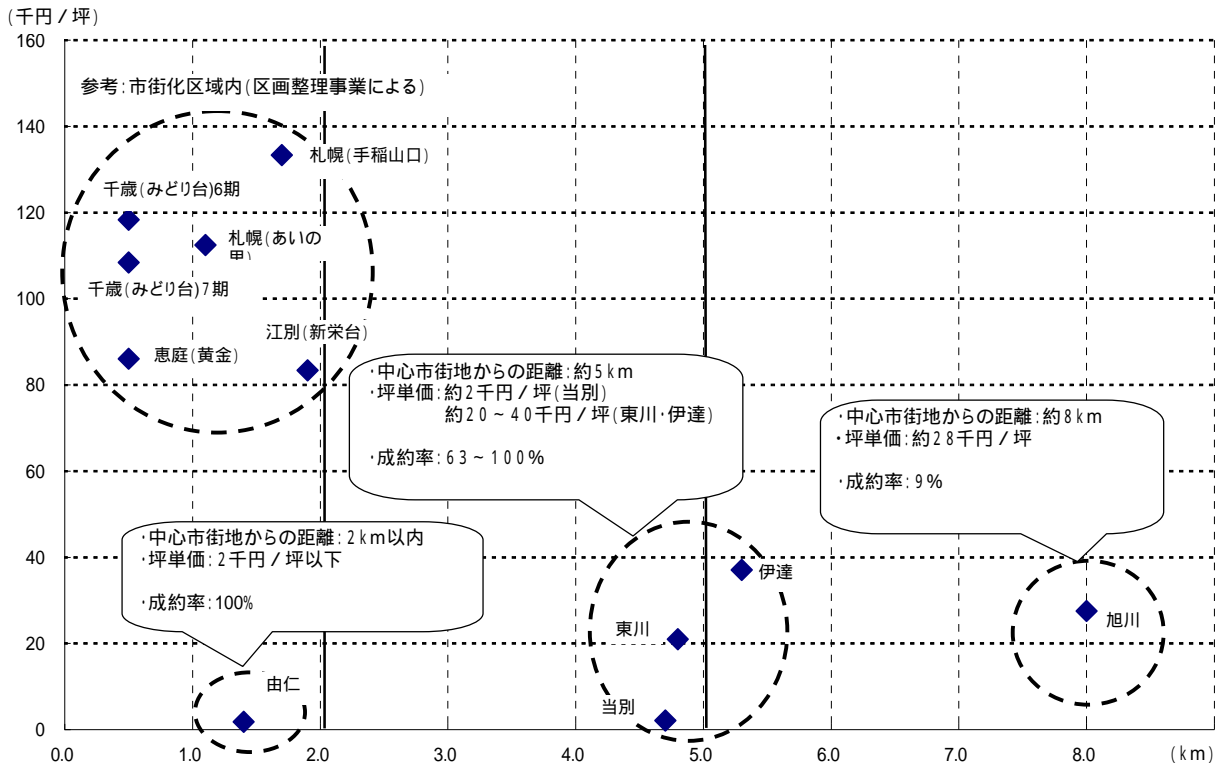 (千円/坪)
160
参考:市街化区域内(区画整理事業による)
140
札幌(手稲山口)
千歳(みどり台)6期
120
札幌(あいの
里)
千歳(みどり台)7期
100
江別(新栄台)
恵庭(黄金)
80
・中心市街地からの距離:約5km
・坪単価:約2千円/坪(当別)
約20~40千円/坪(東川・伊達)
・成約率:63~100%
・中心市街地からの距離:約8km
・坪単価:約28千円/坪
・成約率:9%
60
・中心市街地からの距離:2km以内
・坪単価:2千円/坪以下
・成約率:100%
40
伊達
東川
旭川
20
由仁
当別
0
0.0 1.0 2.0 3.0 4.0 5.0 6.0 7.0 8.0 (km)